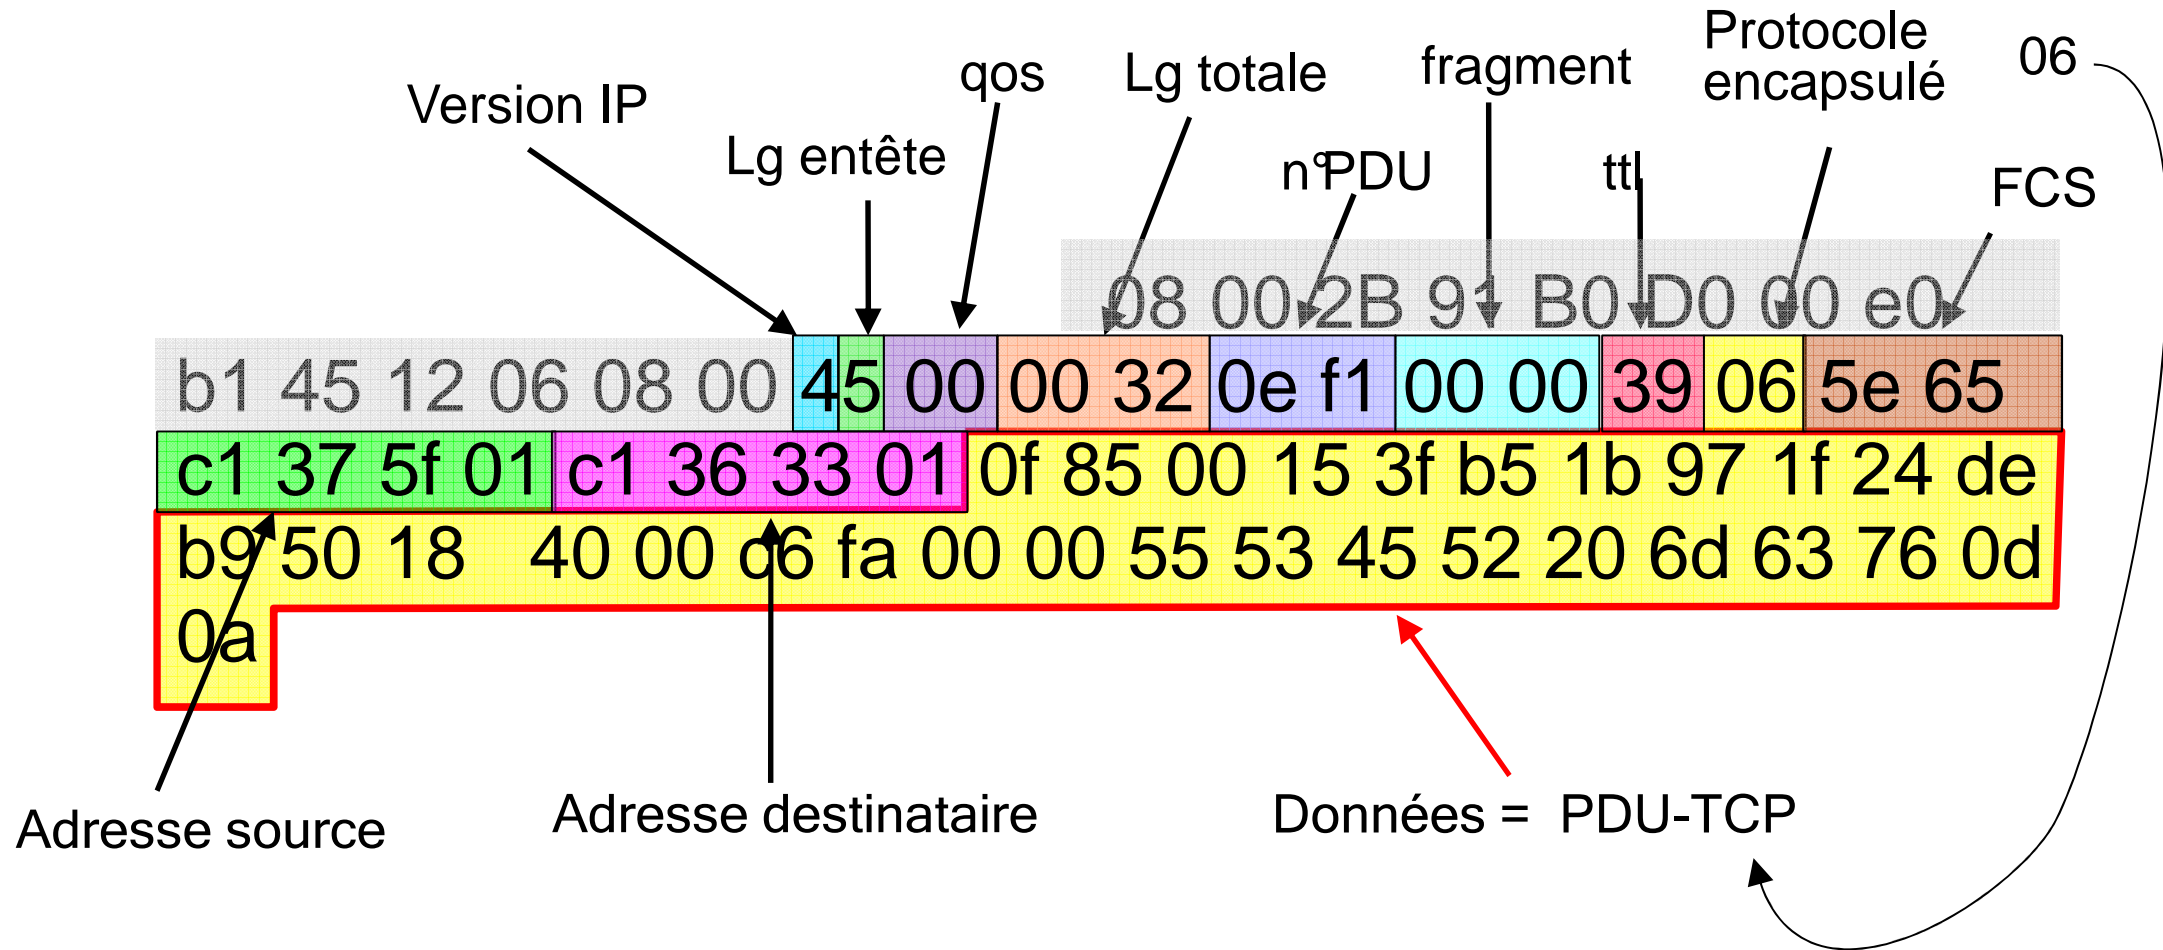 Protocole
encapsulé
06
qos
Lg totale
fragment
Version IP
Lg entête
n°PDU
ttl
FCS
08 00 2B 91 B0 D0 00 e0
b1 45 12 06 08 00 45 00 00 32 0e f1 00 00 39 06 5e 65
c1 37 5f 01 c1 36 33 01 0f 85 00 15 3f b5 1b 97 1f 24 de
b9 50 18 40 00 d6 fa 00 00 55 53 45 52 20 6d 63 76 0d
0a
Adresse source
Adresse destinataire
Données = PDU-TCP